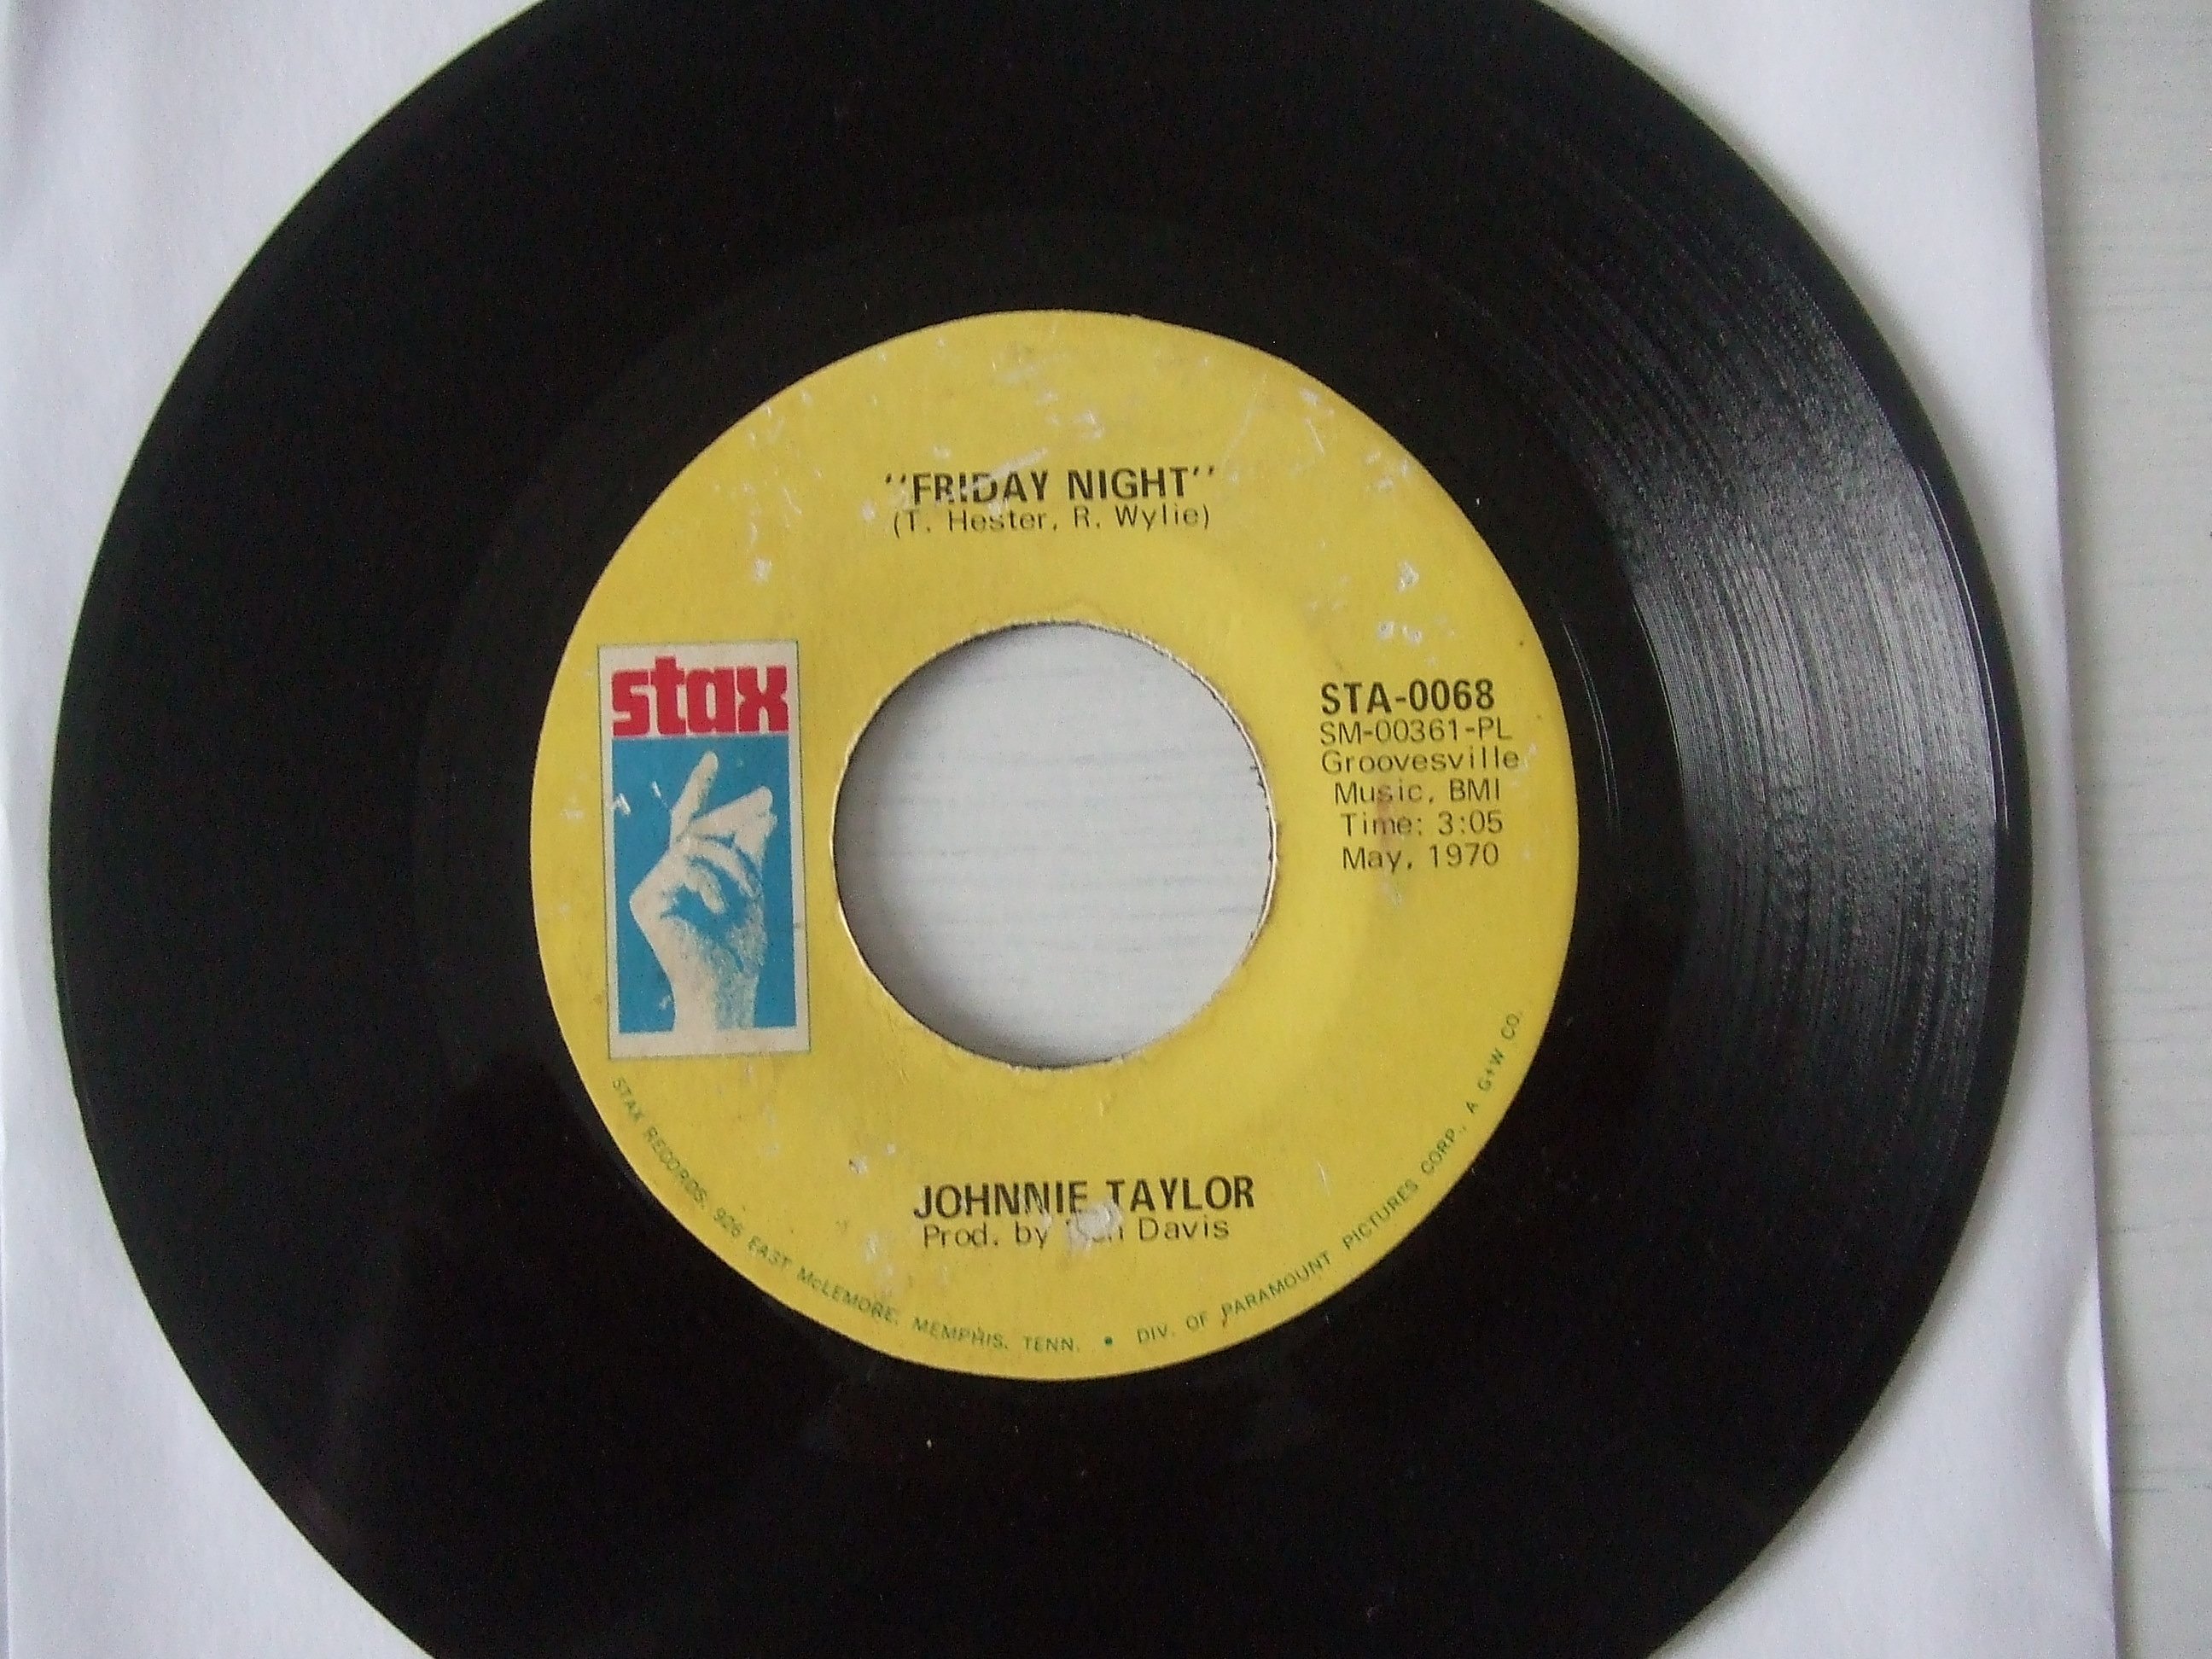 "FRIDAY NIGHT"
(T. Hester, R. Wylie)
stax
STA-0068
SM-00361-PL
Groovesville
Music, BMI
Time: 3:05
May, 1970
JOHNNIE TAYLOR
Prod. by Davis
STAX RECORDS, 926 EAST McLEMORE, MEMPHIS, TENN. • DIV. OF PARAMOUNT PICTURES CORP., A G+W CO.